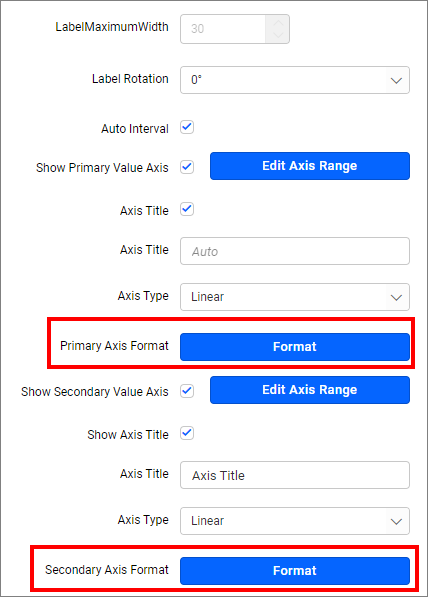 LabelMaximumWidth 30
Label Rotation 0°
Auto Interval
Show Primary Value Axis Edit Axis Range
Axis Title
Axis Title Auto
Axis Type Linear
Primary Axis Format Format
Show Secondary Value Axis Edit Axis Range
Show Axis Title
Axis Title Axis Title
Axis Type Linear
Secondary Axis Format Format